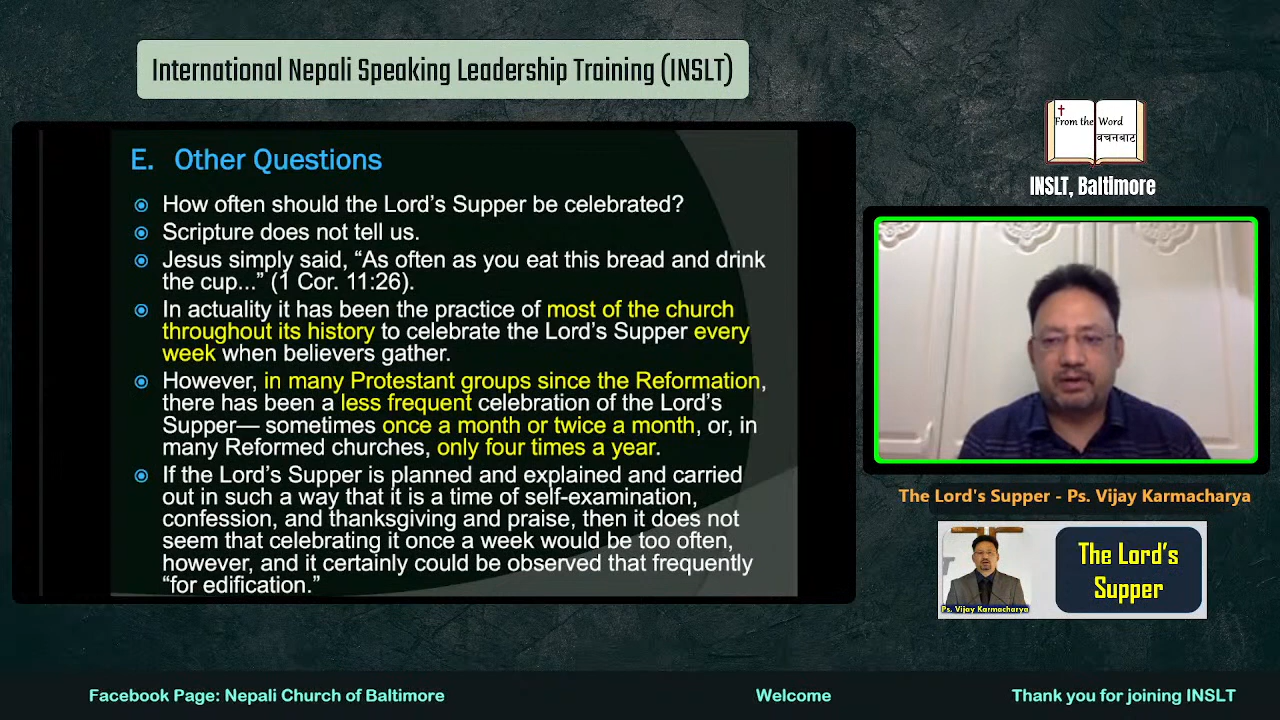 International Nepali Speaking Leadership Training (INSLT)
E. Other Questions
How often should the Lord’s Supper be celebrated?
Scripture does not tell us.
Jesus simply said, “As often as you eat this bread and drink
the cup...” (1 Cor. 11:26).
In actuality it has been the practice of most of the church
throughout its history to celebrate the Lord’s Supper every
week when believers gather.
However, in many Protestant groups since the Reformation,
there has been a less frequent celebration of the Lord’s
Supper— sometimes once a month or twice a month, or, in
many Reformed churches, only four times a year.
If the Lord’s Supper is planned and explained and carried
out in such a way that it is a time of self-examination,
confession, and thanksgiving and praise, then it does not
seem that celebrating it once a week would be too often,
however, and it certainly could be observed that frequently
“for edification.”
From the Word
वचनबाट
INSLT, Baltimore
The Lord's Supper - Ps. Vijay Karmacharya
Ps. Vijay Karmacharya
The Lord’s
Supper
Facebook Page: Nepali Church of Baltimore
Welcome
Thank you for joining INSLT